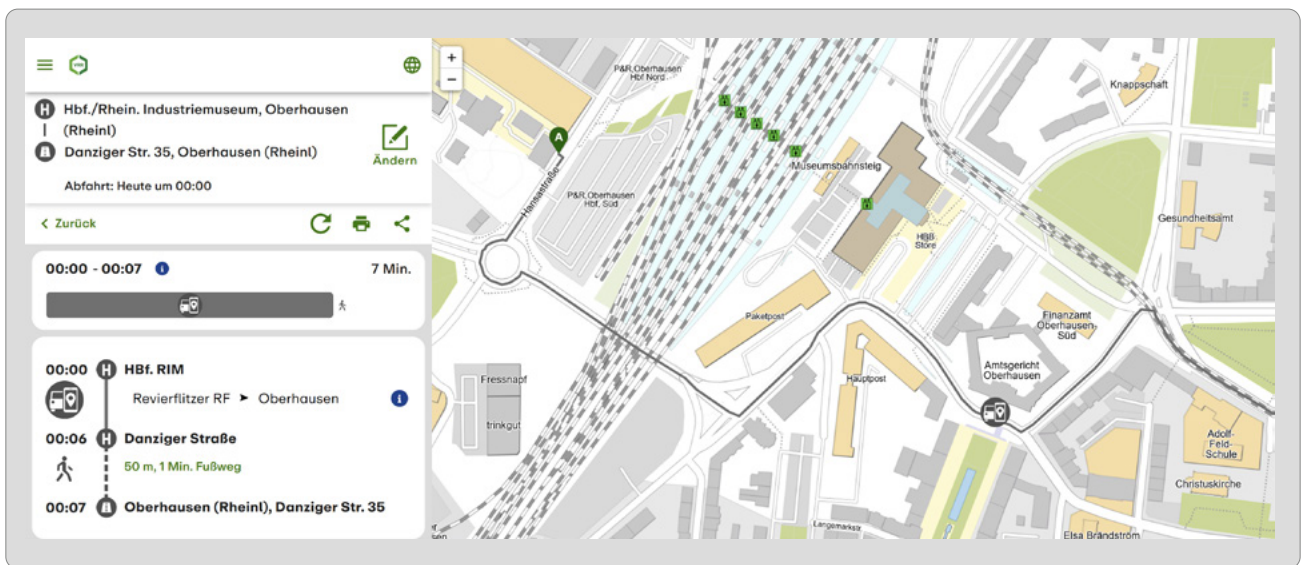 Hbf./Rhein. Industriemuseum, Oberhausen
(Rheinl)
Danziger Str. 35, Oberhausen (Rheinl)
Ändern
Abfahrt: Heute um 00:00
Zurück
00:00 - 00:07
7 Min.
00:00 HBf. RIM
Revierflitzer RF ➤ Oberhausen
00:06 Danziger Straße
50 m, 1 Min. Fußweg
00:07 Oberhausen (Rheinl), Danziger Str. 35
+
−
P&R Oberhausen
Hbf Nord
Knappschaft
A
Museumsbahnsteig
Hansastraße
P&R Oberhausen
Hbf, Süd
Gesundheitsamt
HBB
Store
Paketpost
Finanzamt
Oberhausen-
Süd
Amtsgericht
Oberhausen
Fressnapf
Hauptpost
trinkgut
Adolf-
Feld-
Schule
Christuskirche
Langemarkstr.
Elsa Brändström